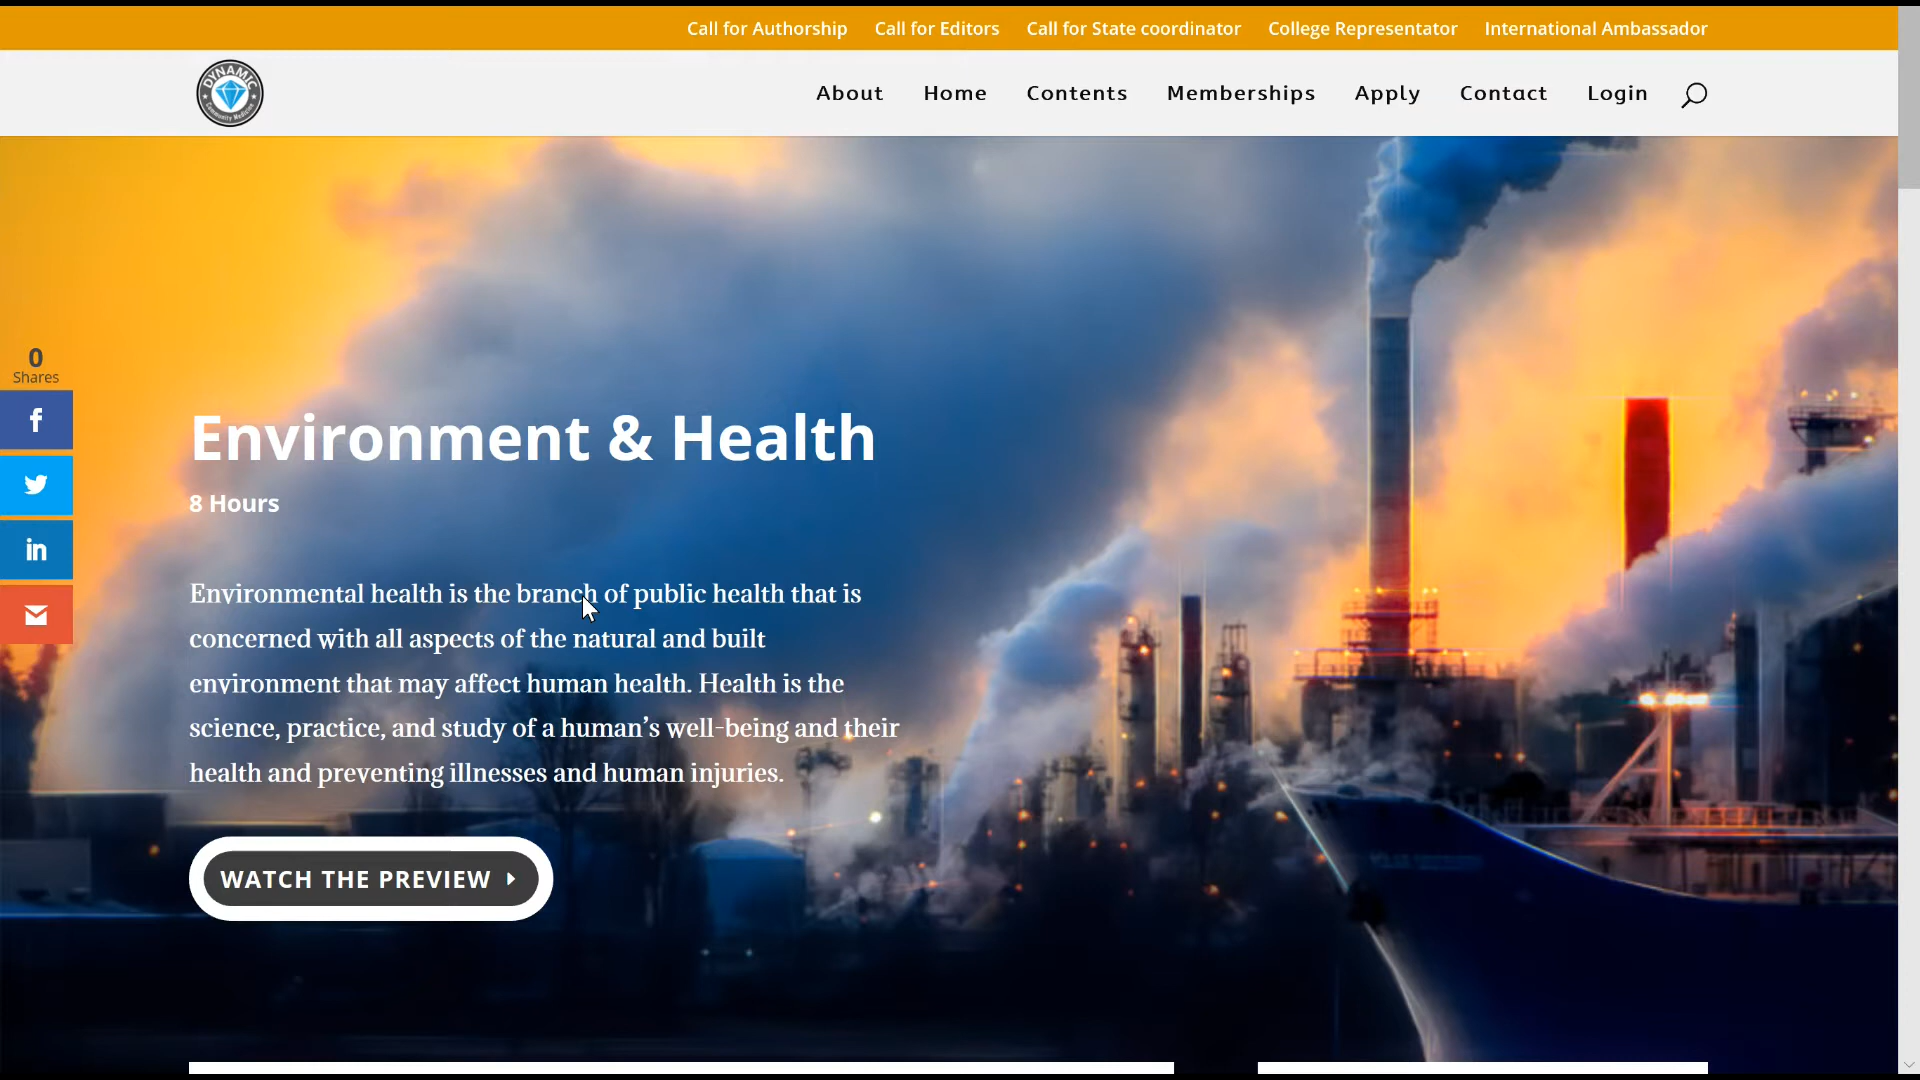 Call for Authorship Call for Editors Call for State coordinator College Representator International Ambassador
DYNAMIC
Community Medicine
About Home Contents Memberships Apply Contact Login
0
Shares
Environment & Health
8 Hours
Environmental health is the branch of public health that is
concerned with all aspects of the natural and built
environment that may affect human health. Health is the
science, practice, and study of a human’s well-being and their
health and preventing illnesses and human injuries.
WATCH THE PREVIEW